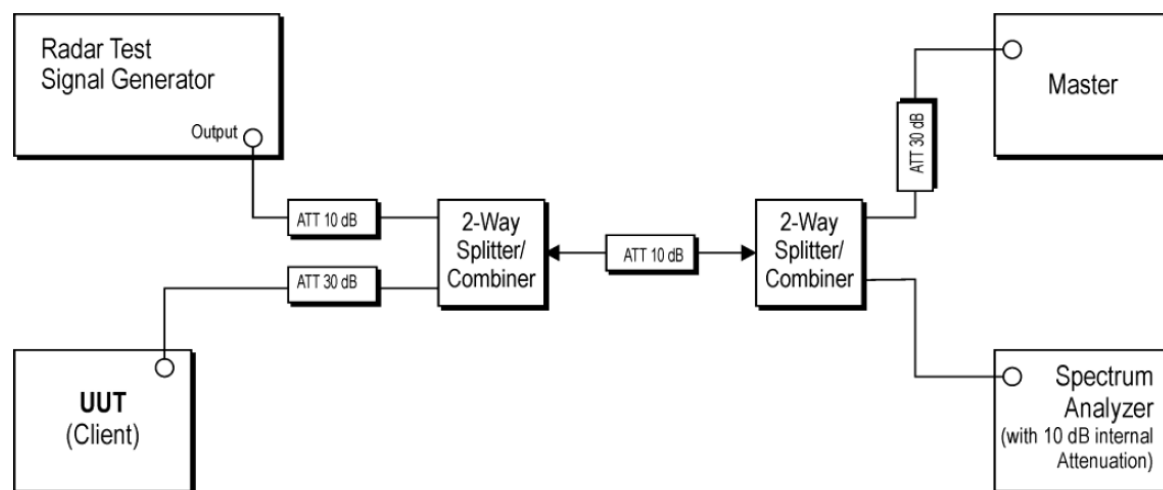 Radar Test
Signal Generator
Output
ATT 10 dB
ATT 30 dB
2-Way
Splitter/
Combiner
ATT 10 dB
2-Way
Splitter/
Combiner
ATT 30 dB
Master
UUT
(Client)
Spectrum
Analyzer
(with 10 dB internal
Attenuation)